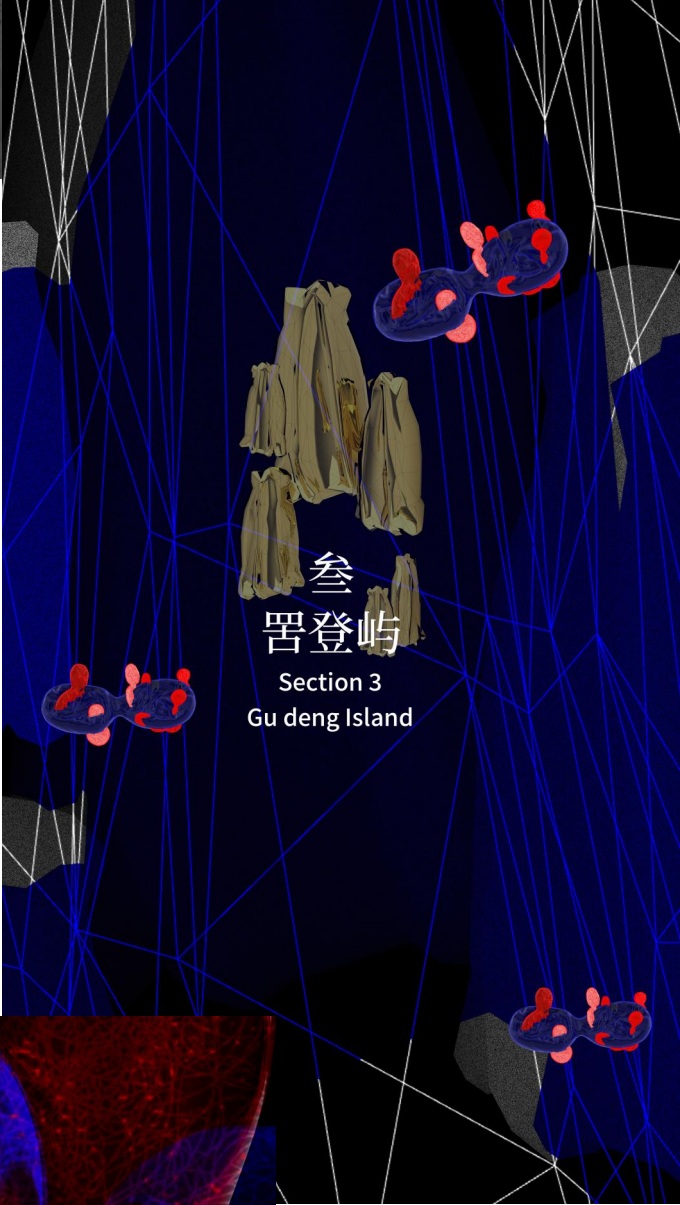 叁
罟登屿
Section 3
Gu deng Island